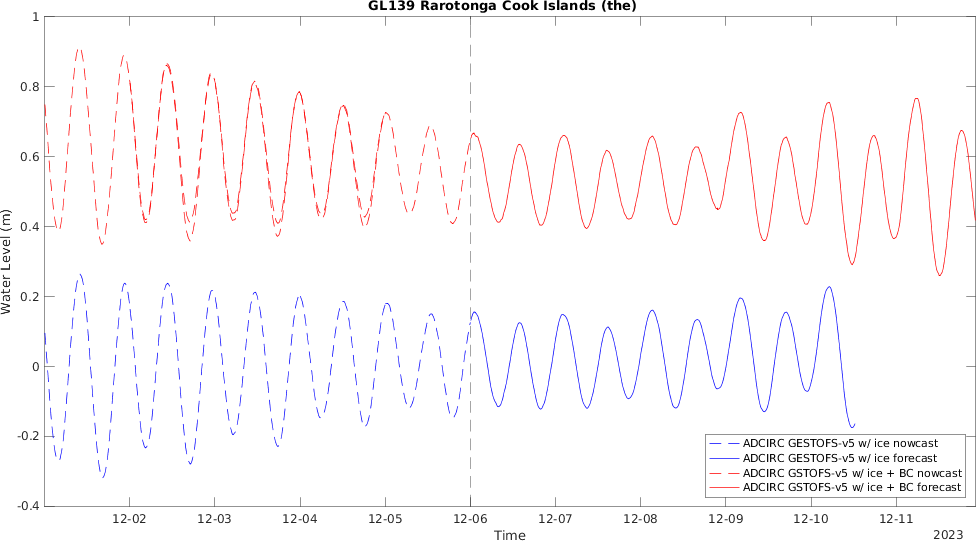 GL139 Rarotonga Cook Islands (the)
1
0.8
0.6
0.4
0.2
0
-0.2
-0.4
Water Level (m)
ADCIRC GESTOFS-v5 w/ ice nowcast
ADCIRC GESTOFS-v5 w/ ice forecast
ADCIRC GSTOFS-v5 w/ ice + BC nowcast
ADCIRC GSTOFS-v5 w/ ice + BC forecast
12-02 12-03 12-04 12-05 12-06 12-07 12-08 12-09 12-10 12-11
Time
2023